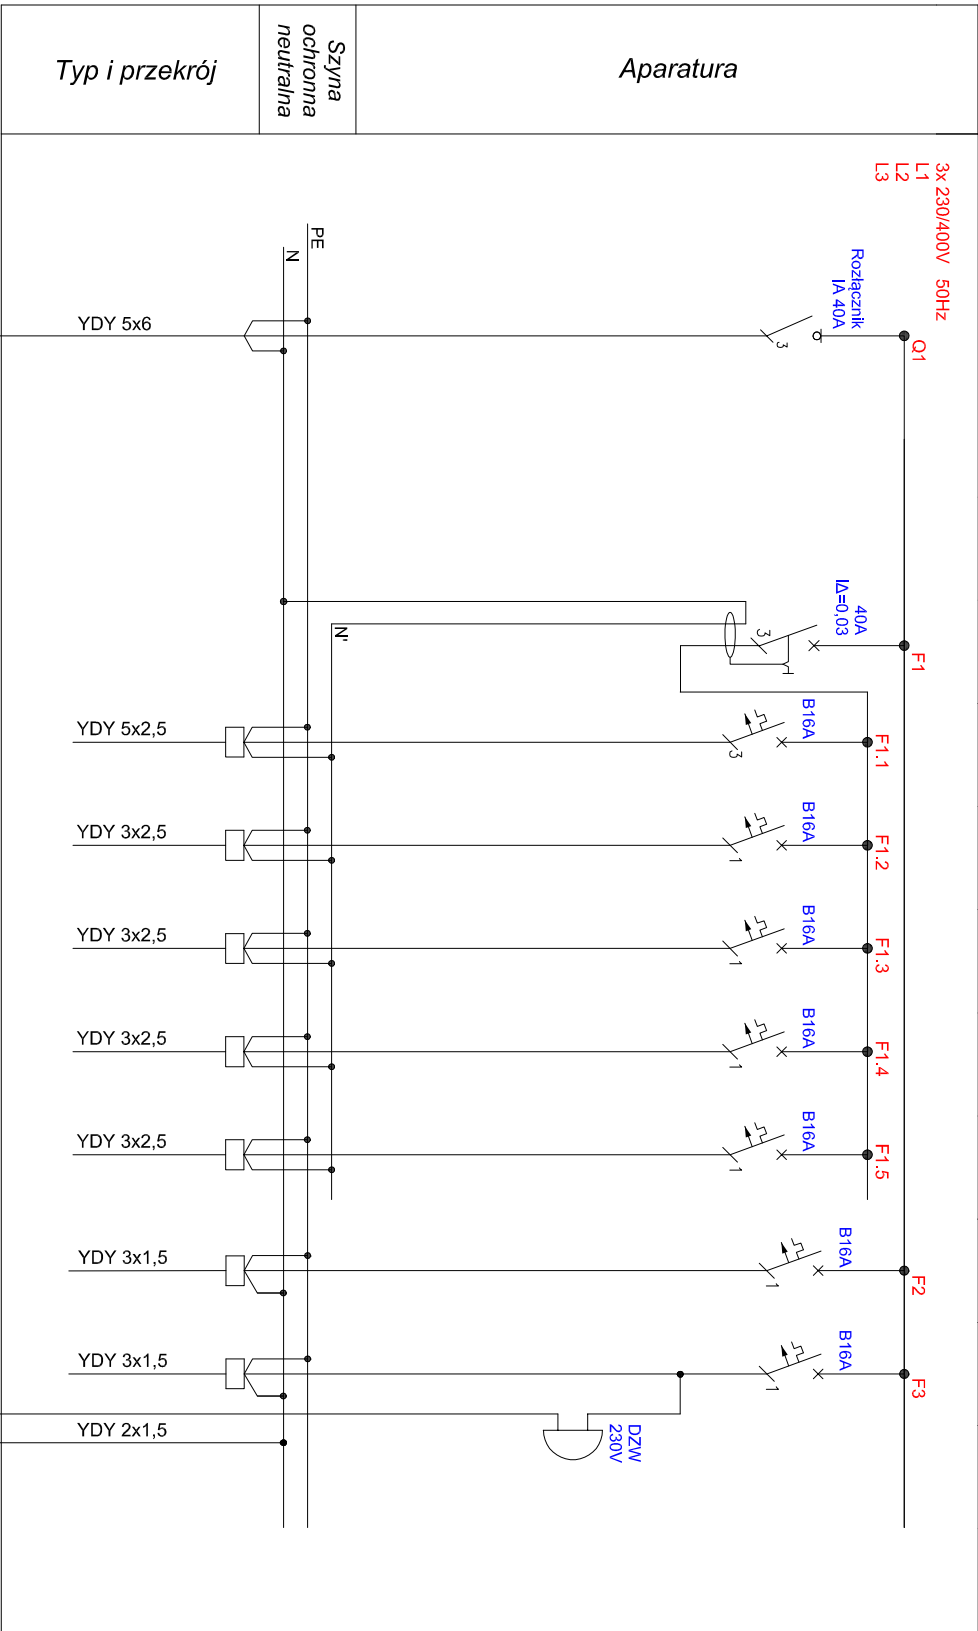 Typ i przekrój
Szyna
ochronna
neutralna
Aparatura
3x 230/400V 50Hz
L1
L2
L3
PE
N
YDY 5x6
Rozłącznik
IA 40A
3
Q1
N'
40A
IΔ=0,03
3
F1
YDY 5x2,5
B16A
3
F1.1
YDY 3x2,5
B16A
1
F1.2
YDY 3x2,5
B16A
1
F1.3
YDY 3x2,5
B16A
1
F1.4
YDY 3x2,5
B16A
1
F1.5
YDY 3x1,5
B16A
1
F2
YDY 3x1,5
B16A
1
F3
YDY 2x1,5
DZW
230V